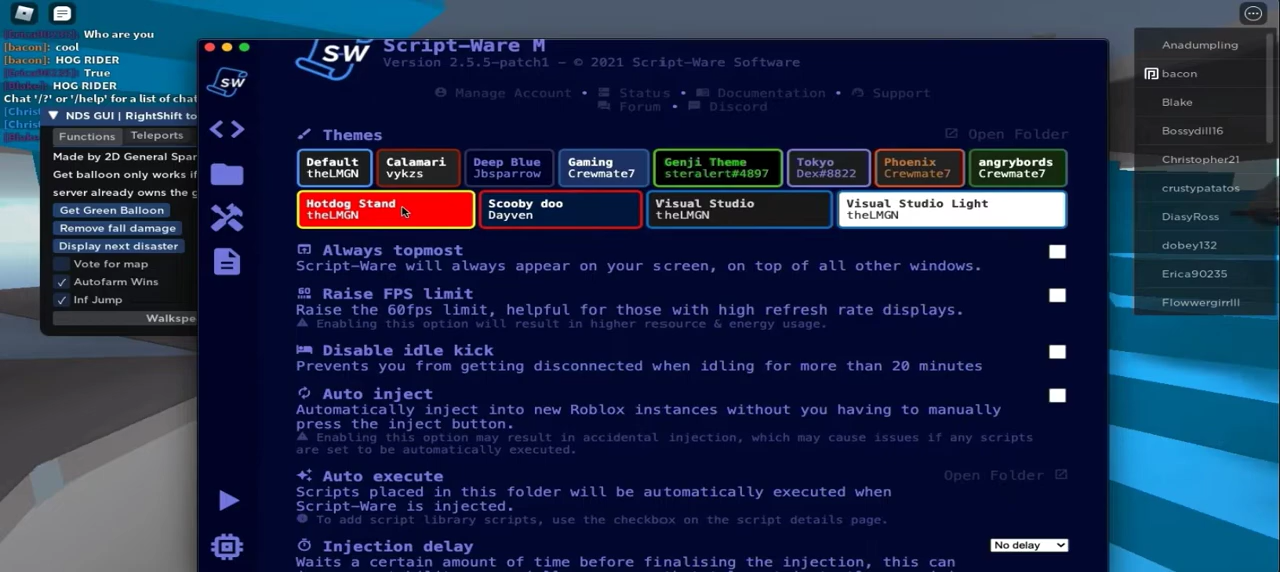 Who are you
[bacon]: cool
[bacon]: HOG RIDER
True
HOG RIDER
Chat '/?' or '/help' for a list of chat
NDS GUI | RightShift to
Functions
Teleports
Made by 2D General Spar
Get balloon only works if
server already owns the g
Get Green Balloon
Remove fall damage
Display next disaster
Vote for map
Autofarm Wins
Inf Jump
Walkspe
SW
SW
Script-Ware M
Version 2.5.5-patch1 - © 2021 Script-Ware Software
Manage Account • Status • Documentation • Support
Forum • Discord
Themes
Open Folder
Default
theLMGN
Calamari
vykzs
Deep Blue
Jbsparrow
Gaming
Crewmate7
Genji Theme
steralert#4897
Tokyo
Dex#8822
Phoenix
Crewmate7
angrybords
Crewmate7
Hotdog Stand
theLMGN
Scooby doo
Dayven
Visual Studio
theLMGN
Visual Studio Light
theLMGN
Always topmost
Script-Ware will always appear on your screen, on top of all other windows.
60
Raise FPS limit
Raise the 60fps limit, helpful for those with high refresh rate displays.
Enabling this option will result in higher resource & energy usage.
Disable idle kick
Prevents you from getting disconnected when idling for more than 20 minutes
Auto inject
Automatically inject into new Roblox instances without you having to manually
press the inject button.
Enabling this option may result in accidental injection, which may cause issues if any scripts
are set to be automatically executed.
Auto execute
Open Folder
Scripts placed in this folder will be automatically executed when
Script-Ware is injected.
To add script library scripts, use the checkbox on the script details page.
Injection delay
No delay
Waits a certain amount of time before finalising the injection, this can
Anadumpling
bacon
Blake
Bossydill16
Christopher21
crustypatatos
DiasyRoss
dobey132
Erica90235
Flowwergirrlll